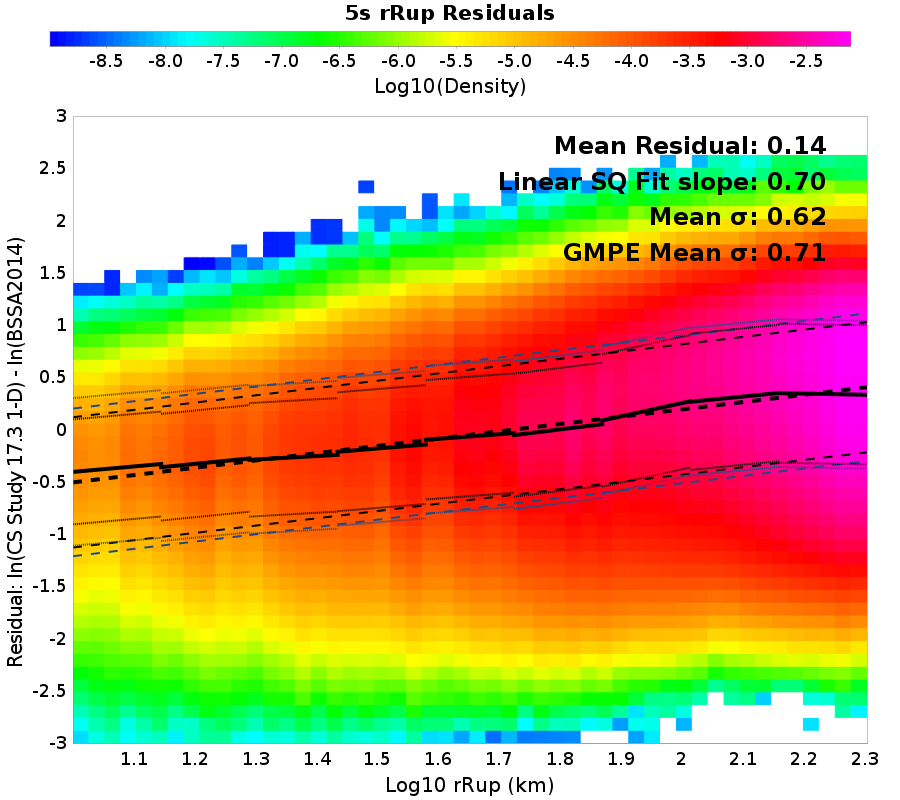 5s rRup Residuals
-8.5 -8.0 -7.5 -7.0 -6.5 -6.0 -5.5 -5.0 -4.5 -4.0 -3.5 -3.0 -2.5
Log10(Density)
Mean Residual: 0.14
Linear SQ Fit slope: 0.70
Mean σ: 0.62
GMPE Mean σ: 0.71
Residual: ln(CS Study 17.3 1-D) - ln(BSSA2014)
3
2.5
2
1.5
1
0.5
0
-0.5
-1
-1.5
-2
-2.5
-3
1.1 1.2 1.3 1.4 1.5 1.6 1.7 1.8 1.9 2 2.1 2.2 2.3
Log10 rRup (km)